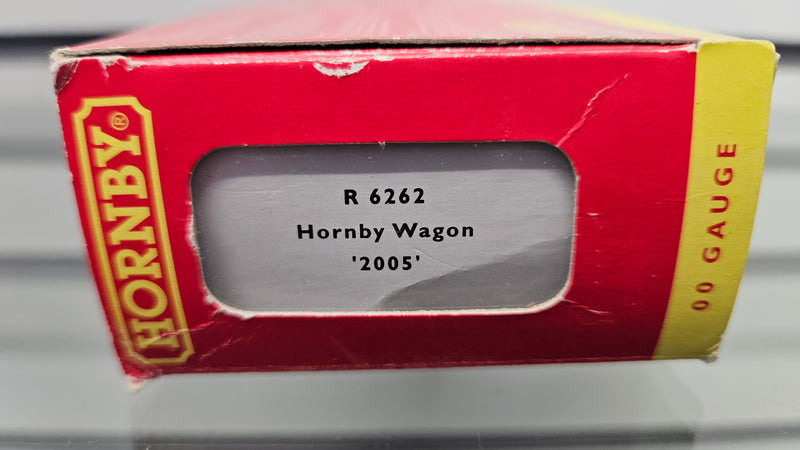 HORNBY®
R 6262
Hornby Wagon
'2005'
00 GAUGE